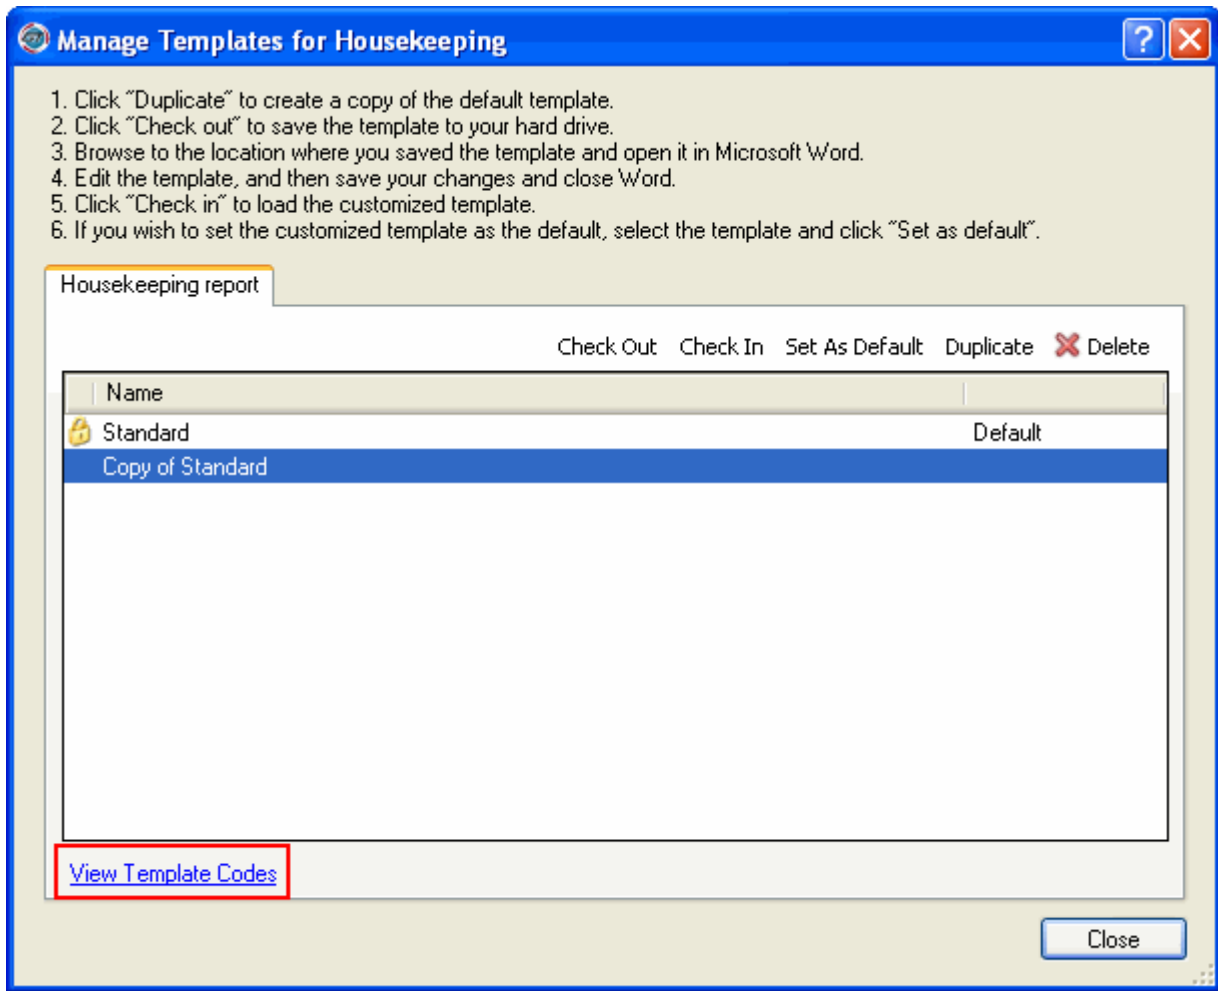 Manage Templates for Housekeeping
1. Click "Duplicate" to create a copy of the default template.
2. Click "Check out" to save the template to your hard drive.
3. Browse to the location where you saved the template and open it in Microsoft Word.
4. Edit the template, and then save your changes and close Word.
5. Click "Check in" to load the customized template.
6. If you wish to set the customized template as the default, select the template and click "Set as default".
Housekeeping report
Check Out Check In Set As Default Duplicate Delete
Name
Standard Default
Copy of Standard
View Template Codes
Close